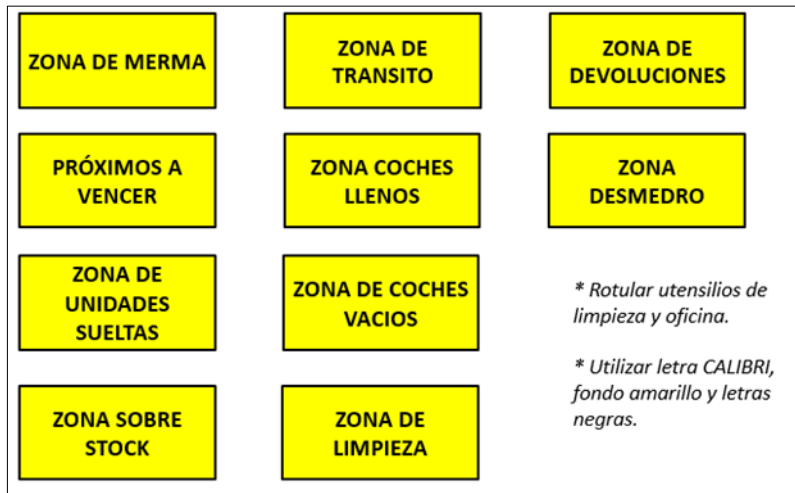 ZONA DE MERMA
ZONA DE
TRANSITO
ZONA DE
DEVOLUCIONES
PRÓXIMOS A
VENCER
ZONA COCHES
LLENOS
ZONA
DESMEDRO
ZONA DE
UNIDADES
SUELTAS
ZONA DE COCHES
VACIOS
* Rotular utensilios de
limpieza y oficina.
* Utilizar letra CALIBRI,
fondo amarillo y letras
negras.
ZONA SOBRE
STOCK
ZONA DE
LIMPIEZA